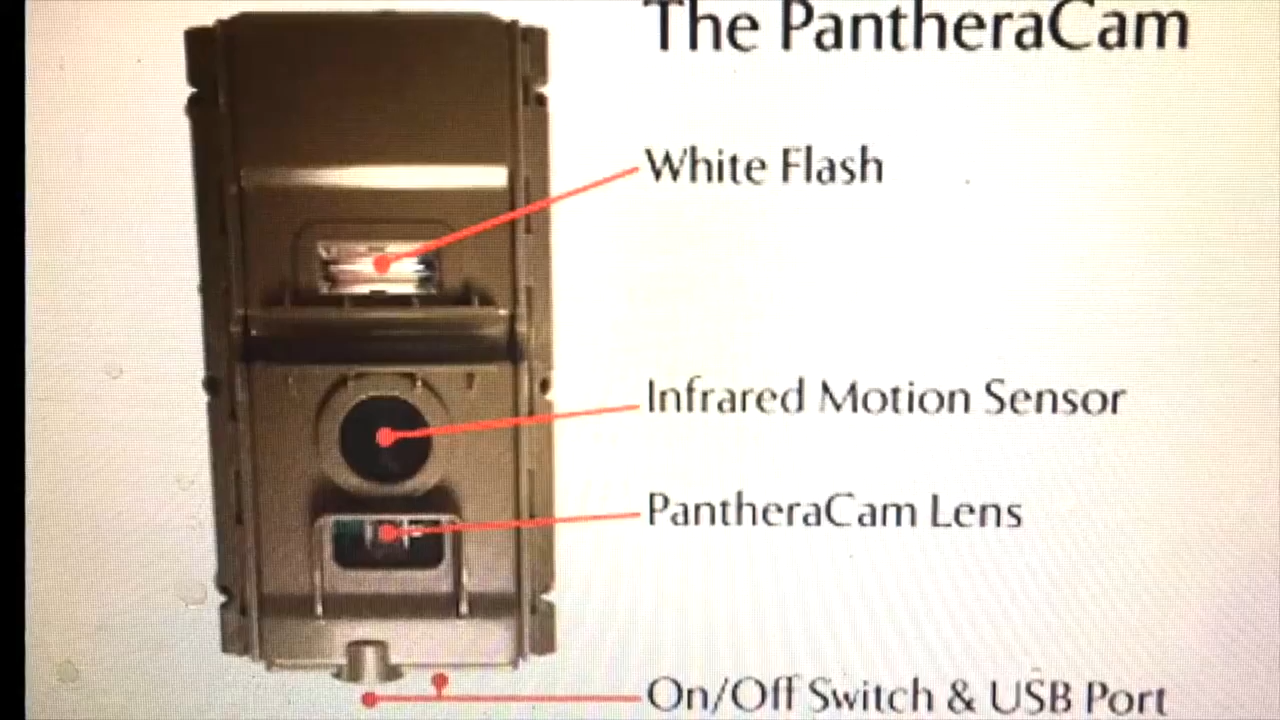 The PantheraCam
White Flash
Infrared Motion Sensor
PantheraCam Lens
On/Off Switch & USB Port